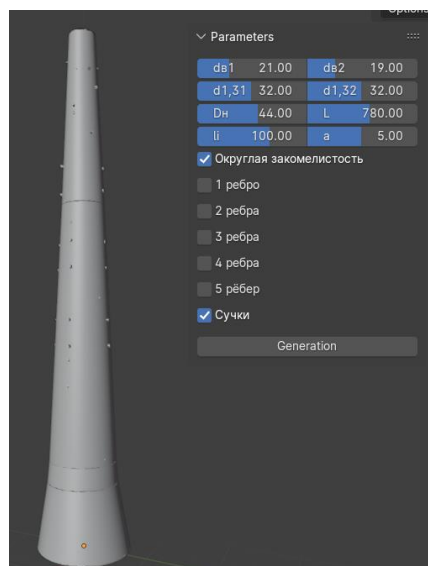 Options
Parameters
dв1 21.00 dв2 19.00
d1,31 32.00 d1,32 32.00
Dн 44.00 L 780.00
li 100.00 a 5.00
Округлая закомелистость
1 ребро
2 ребра
3 ребра
4 ребра
5 рёбер
Сучки
Generation